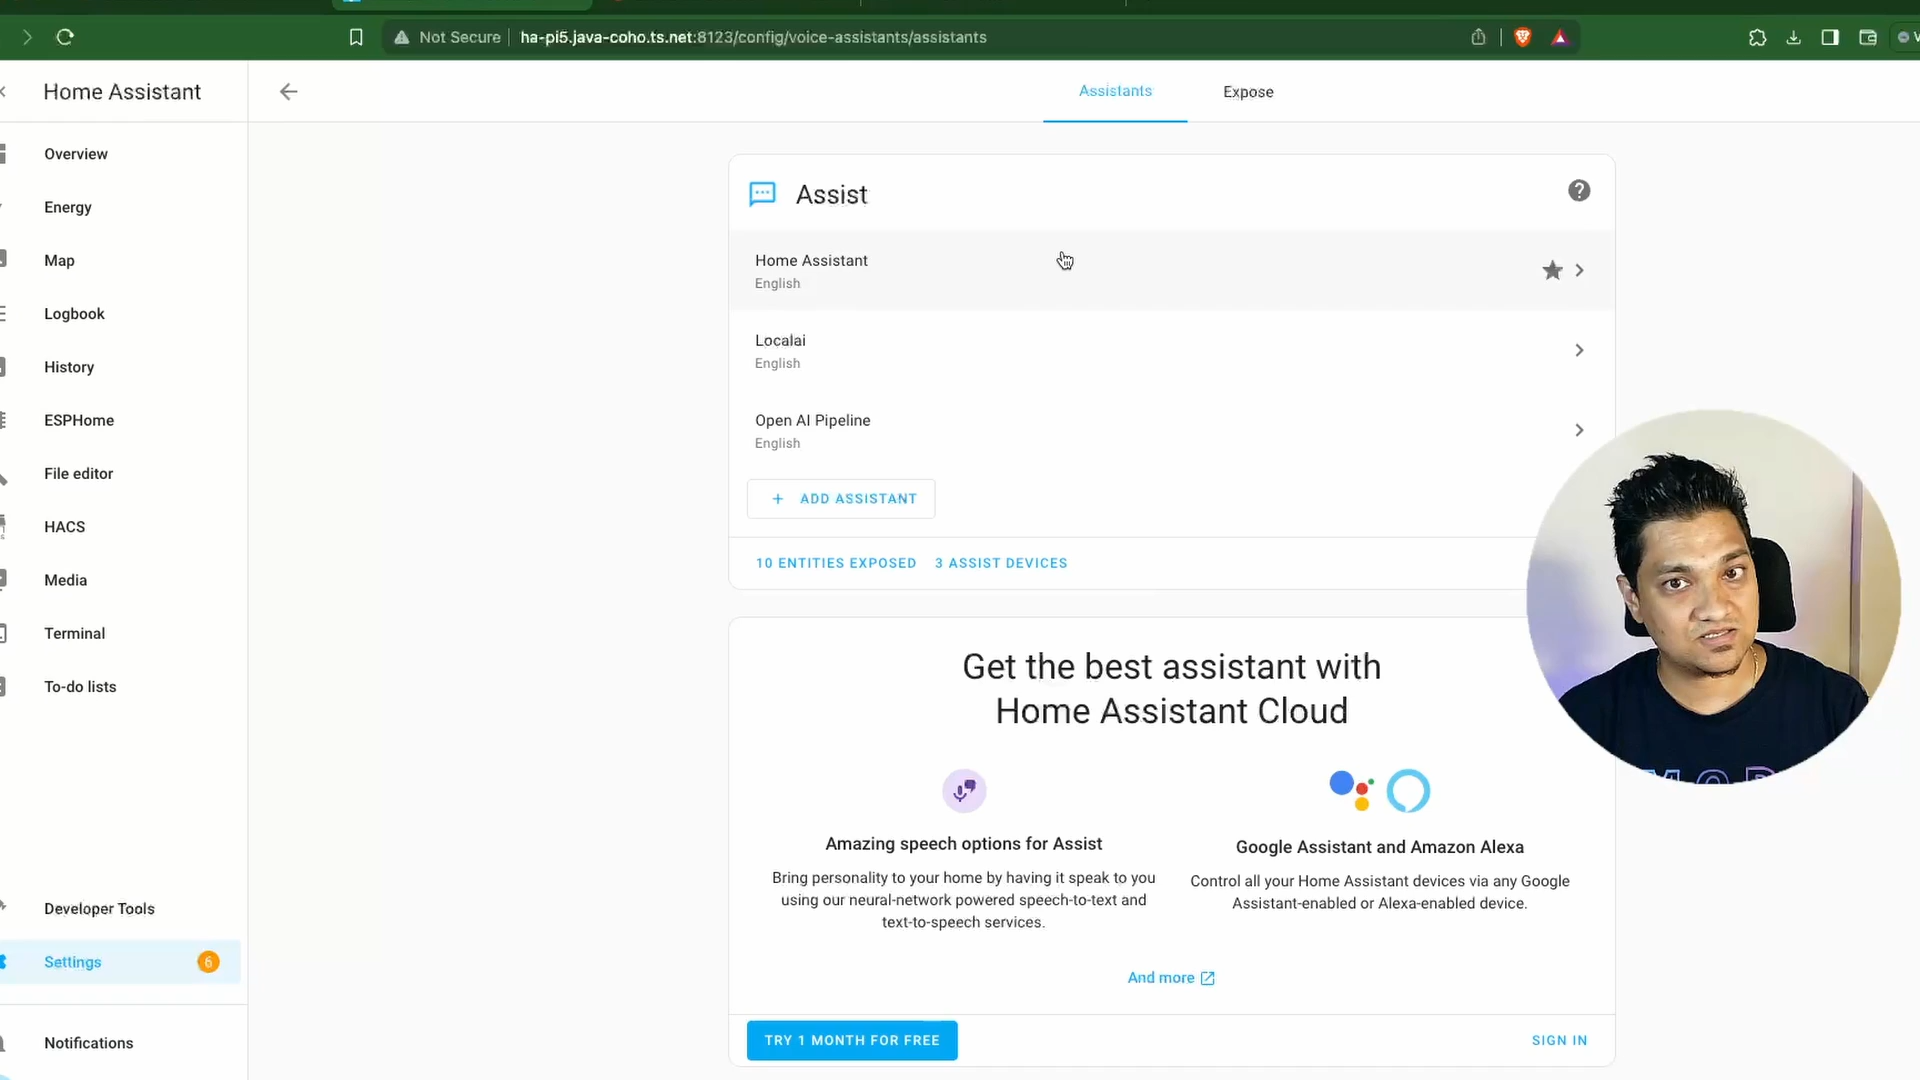 Not Secure
ha-pi5.java-coho.ts.net:8123/config/voice-assistants/assistants
Home Assistant
Assistants
Expose
Overview
Energy
Map
Logbook
History
ESPHome
File editor
HACS
Media
Terminal
To-do lists
Developer Tools
Settings
6
Notifications
Assist
Home Assistant
English
Localai
English
Open AI Pipeline
English
+ ADD ASSISTANT
10 ENTITIES EXPOSED 3 ASSIST DEVICES
Get the best assistant with
Home Assistant Cloud
Amazing speech options for Assist
Bring personality to your home by having it speak to you
using our neural-network powered speech-to-text and
text-to-speech services.
Google Assistant and Amazon Alexa
Control all your Home Assistant devices via any Google
Assistant-enabled or Alexa-enabled device.
And more
TRY 1 MONTH FOR FREE
SIGN IN